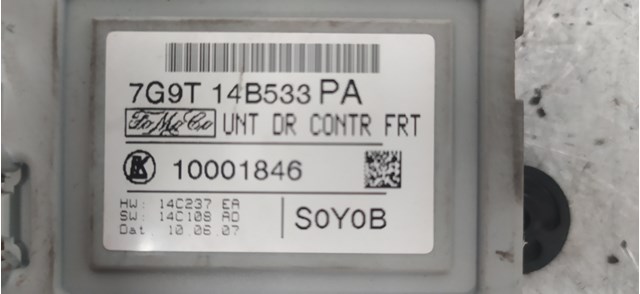 7G9T 14B533 PA
FoMoCo UNT DR CONTR FRT
K 10001846
HW: 14C237 EA
SW: 14C108 AD
Dat 10.06.07
S0Y0B